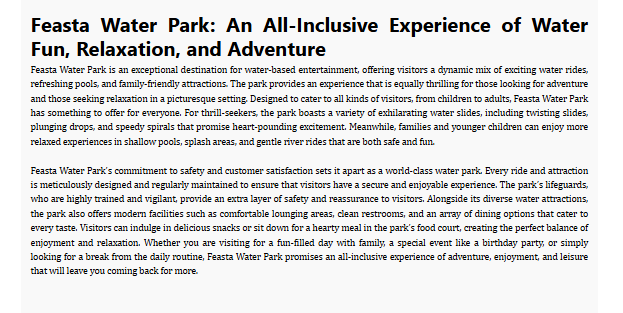 Feasta Water Park: An All-Inclusive Experience of Water
Fun, Relaxation, and Adventure
Feasta Water Park is an exceptional destination for water-based entertainment, offering visitors a dynamic mix of exciting water rides,
refreshing pools, and family-friendly attractions. The park provides an experience that is equally thrilling for those looking for adventure
and those seeking relaxation in a picturesque setting. Designed to cater to all kinds of visitors, from children to adults, Feasta Water Park
has something to offer for everyone. For thrill-seekers, the park boasts a variety of exhilarating water slides, including twisting slides,
plunging drops, and speedy spirals that promise heart-pounding excitement. Meanwhile, families and younger children can enjoy more
relaxed experiences in shallow pools, splash areas, and gentle river rides that are both safe and fun.
Feasta Water Park's commitment to safety and customer satisfaction sets it apart as a world-class water park. Every ride and attraction
is meticulously designed and regularly maintained to ensure that visitors have a secure and enjoyable experience. The park's lifeguards,
who are highly trained and vigilant, provide an extra layer of safety and reassurance to visitors. Alongside its diverse water attractions,
the park also offers modern facilities such as comfortable lounging areas, clean restrooms, and an array of dining options that cater to
every taste. Visitors can indulge in delicious snacks or sit down for a hearty meal in the park's food court, creating the perfect balance of
enjoyment and relaxation. Whether you are visiting for a fun-filled day with family, a special event like a birthday party, or simply
looking for a break from the daily routine, Feasta Water Park promises an all-inclusive experience of adventure, enjoyment, and leisure
that will leave you coming back for more.